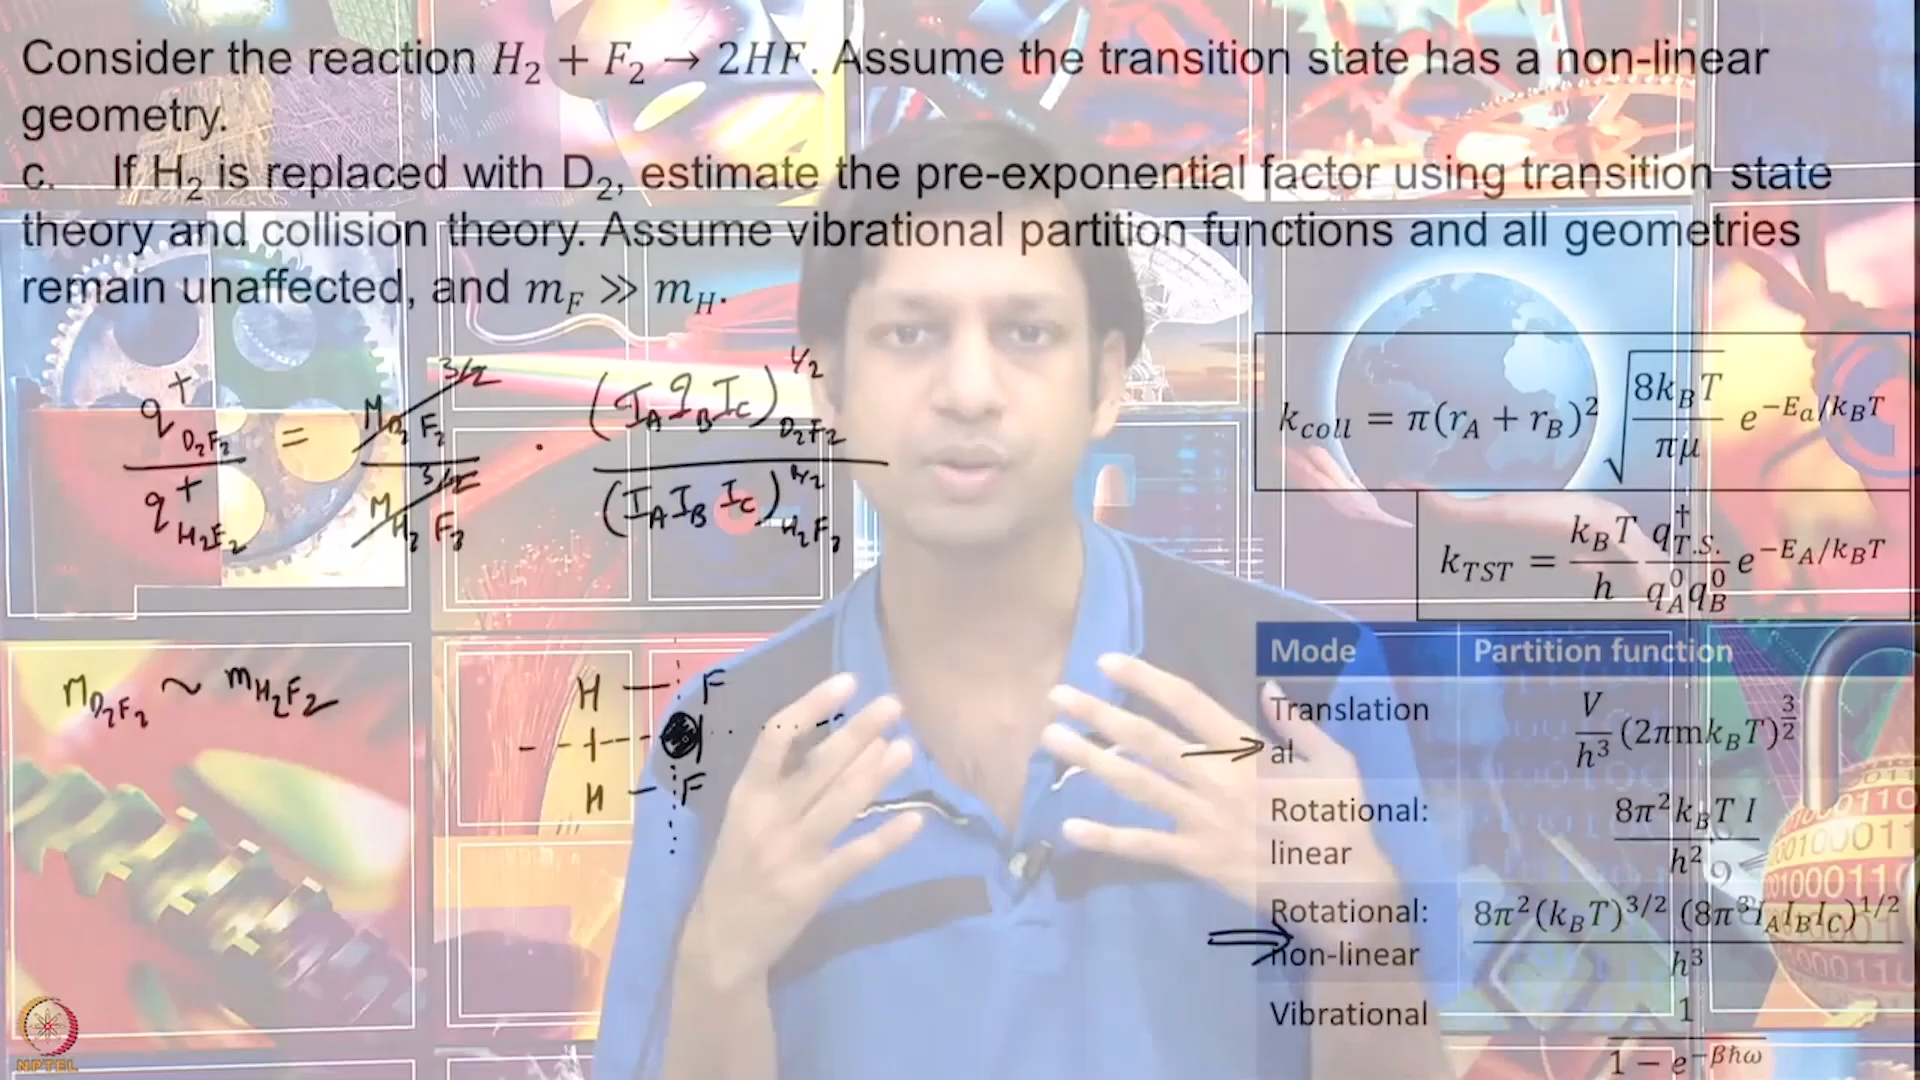 Consider the reaction H₂ + F₂ → 2HF. Assume the transition state has a non-linear
geometry.
c. If H₂ is replaced with D₂, estimate the pre-exponential factor using transition state
theory and collision theory. Assume vibrational partition functions and all geometries
remain unaffected, and m_F ≫ m_H.
q^+_{D₂F₂} / q^+_{H₂F₂} = M_{D₂F₂}^{3/2} / M_{H₂F₂}^{3/2} · (I_A I_B I_C)^{1/2}_{D₂F₂} / (I_A I_B I_C)^{1/2}_{H₂F₂}
k_coll = π(r_A + r_B)² √(8k_BT / πμ) e^{−E_a/k_BT}
k_TST = k_BT / h q^†_{T.S.} / q^0_A q^0_B e^{−E_A/k_BT}
m_{D₂F₂} ~ m_{H₂F₂}
H — F
H — F
Mode Partition function
Translation
al V/h³ (2πmk_BT)^{3/2}
Rotational:
linear 8π²k_BT I / h²
Rotational:
non-linear 8π²(k_BT)^{3/2} (8π³I_AI_BI_C)^{1/2} / h³
Vibrational 1 / 1 − e^{−βħω}
NPTEL